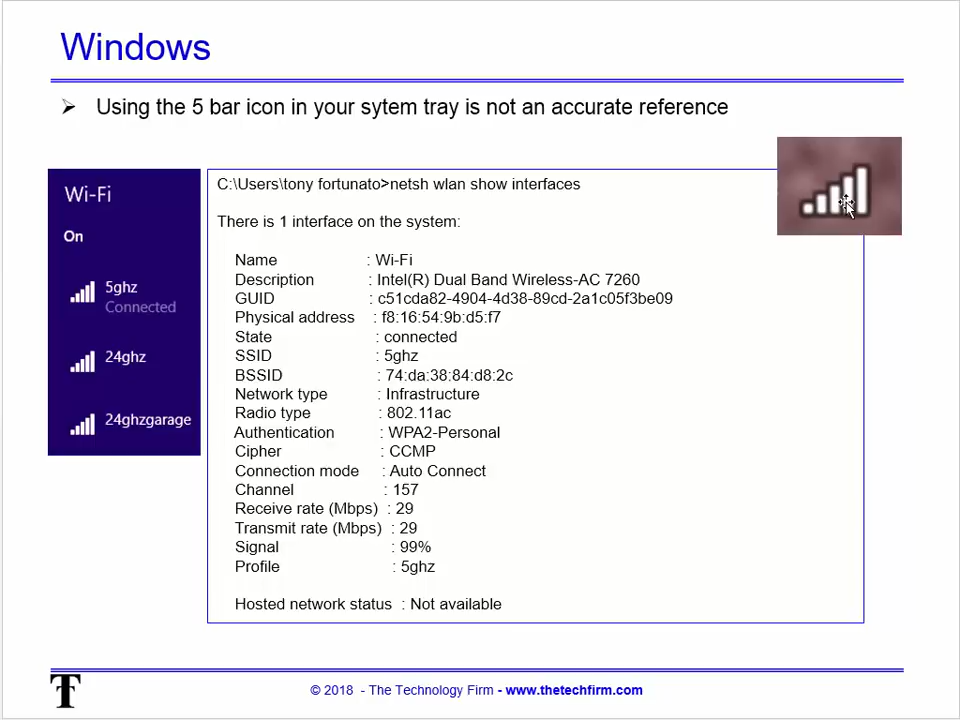 Windows
Using the 5 bar icon in your sytem tray is not an accurate reference
Wi-Fi
On
5ghz
Connected
24ghz
24ghzgarage
C:\Users\tony fortunato>netsh wlan show interfaces
There is 1 interface on the system:
Name : Wi-Fi
Description : Intel(R) Dual Band Wireless-AC 7260
GUID : c51cda82-4904-4d38-89cd-2a1c05f3be09
Physical address : f8:16:54:9b:d5:f7
State : connected
SSID : 5ghz
BSSID : 74:da:38:84:d8:2c
Network type : Infrastructure
Radio type : 802.11ac
Authentication : WPA2-Personal
Cipher : CCMP
Connection mode : Auto Connect
Channel : 157
Receive rate (Mbps) : 29
Transmit rate (Mbps) : 29
Signal : 99%
Profile : 5ghz
Hosted network status : Not available
T
© 2018 - The Technology Firm - www.thetechfirm.com